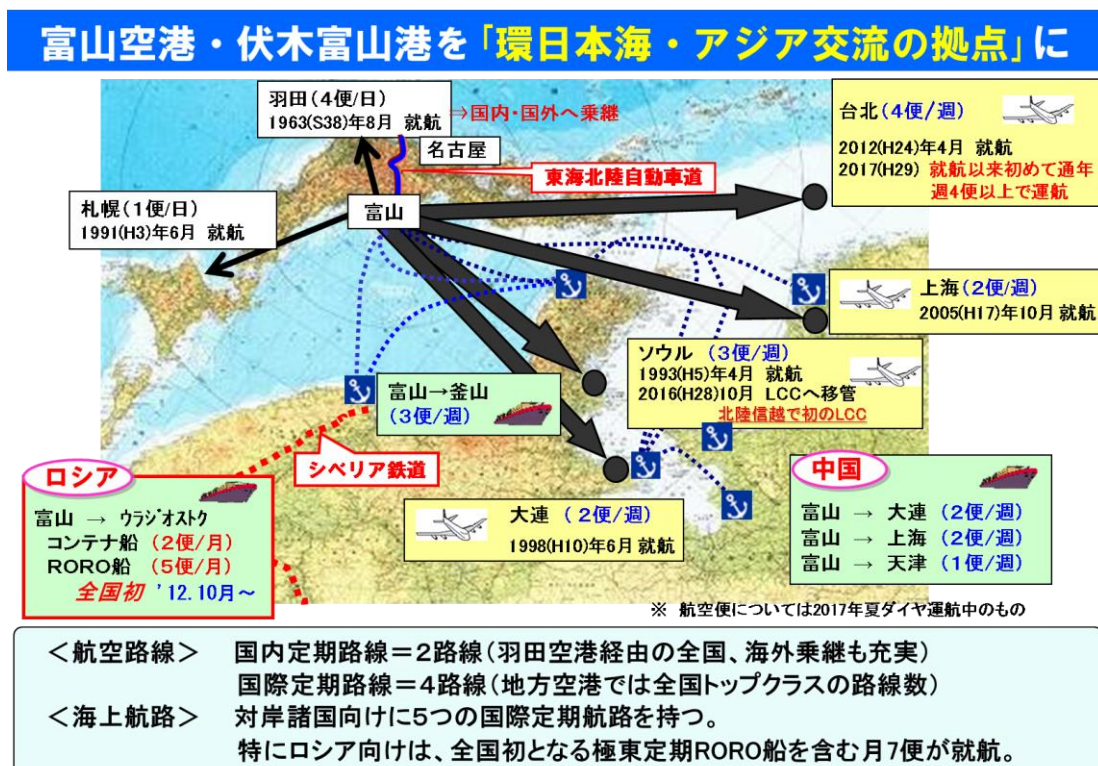 富山空港・伏木富山港を「環日本海・アジア交流の拠点」に
羽田(4便/日)
1963(S38)年8月 就航
⇒国内・国外へ乗継
名古屋
東海北陸自動車道
台北(4便/週)
2012(H24)年4月 就航
2017(H29) 就航以来初めて通年
週4便以上で運航
札幌(1便/日)
1991(H3)年6月 就航
富山
上海(2便/週)
2005(H17)年10月 就航
ソウル (3便/週)
1993(H5)年4月 就航
2016(H28)10月 LCCへ移管
北陸信越で初のLCC
富山→釜山
(3便/週)
シベリア鉄道
ロシア
富山 → ウラジオストク
コンテナ船 (2便/月)
RORO船 (5便/月)
全国初 '12.10月~
大連 (2便/週)
1998(H10)年6月 就航
中国
富山 → 大連 (2便/週)
富山 → 上海 (2便/週)
富山 → 天津 (1便/週)
※ 航空便については2017年夏ダイヤ運航中のもの
<航空路線> 国内定期路線=2路線(羽田空港経由の全国、海外乗継も充実)
国際定期路線=4路線(地方空港では全国トップクラスの路線数)
<海上航路> 対岸諸国向けに5つの国際定期航路を持つ。
特にロシア向けは、全国初となる極東定期RORO船を含む月7便が就航。